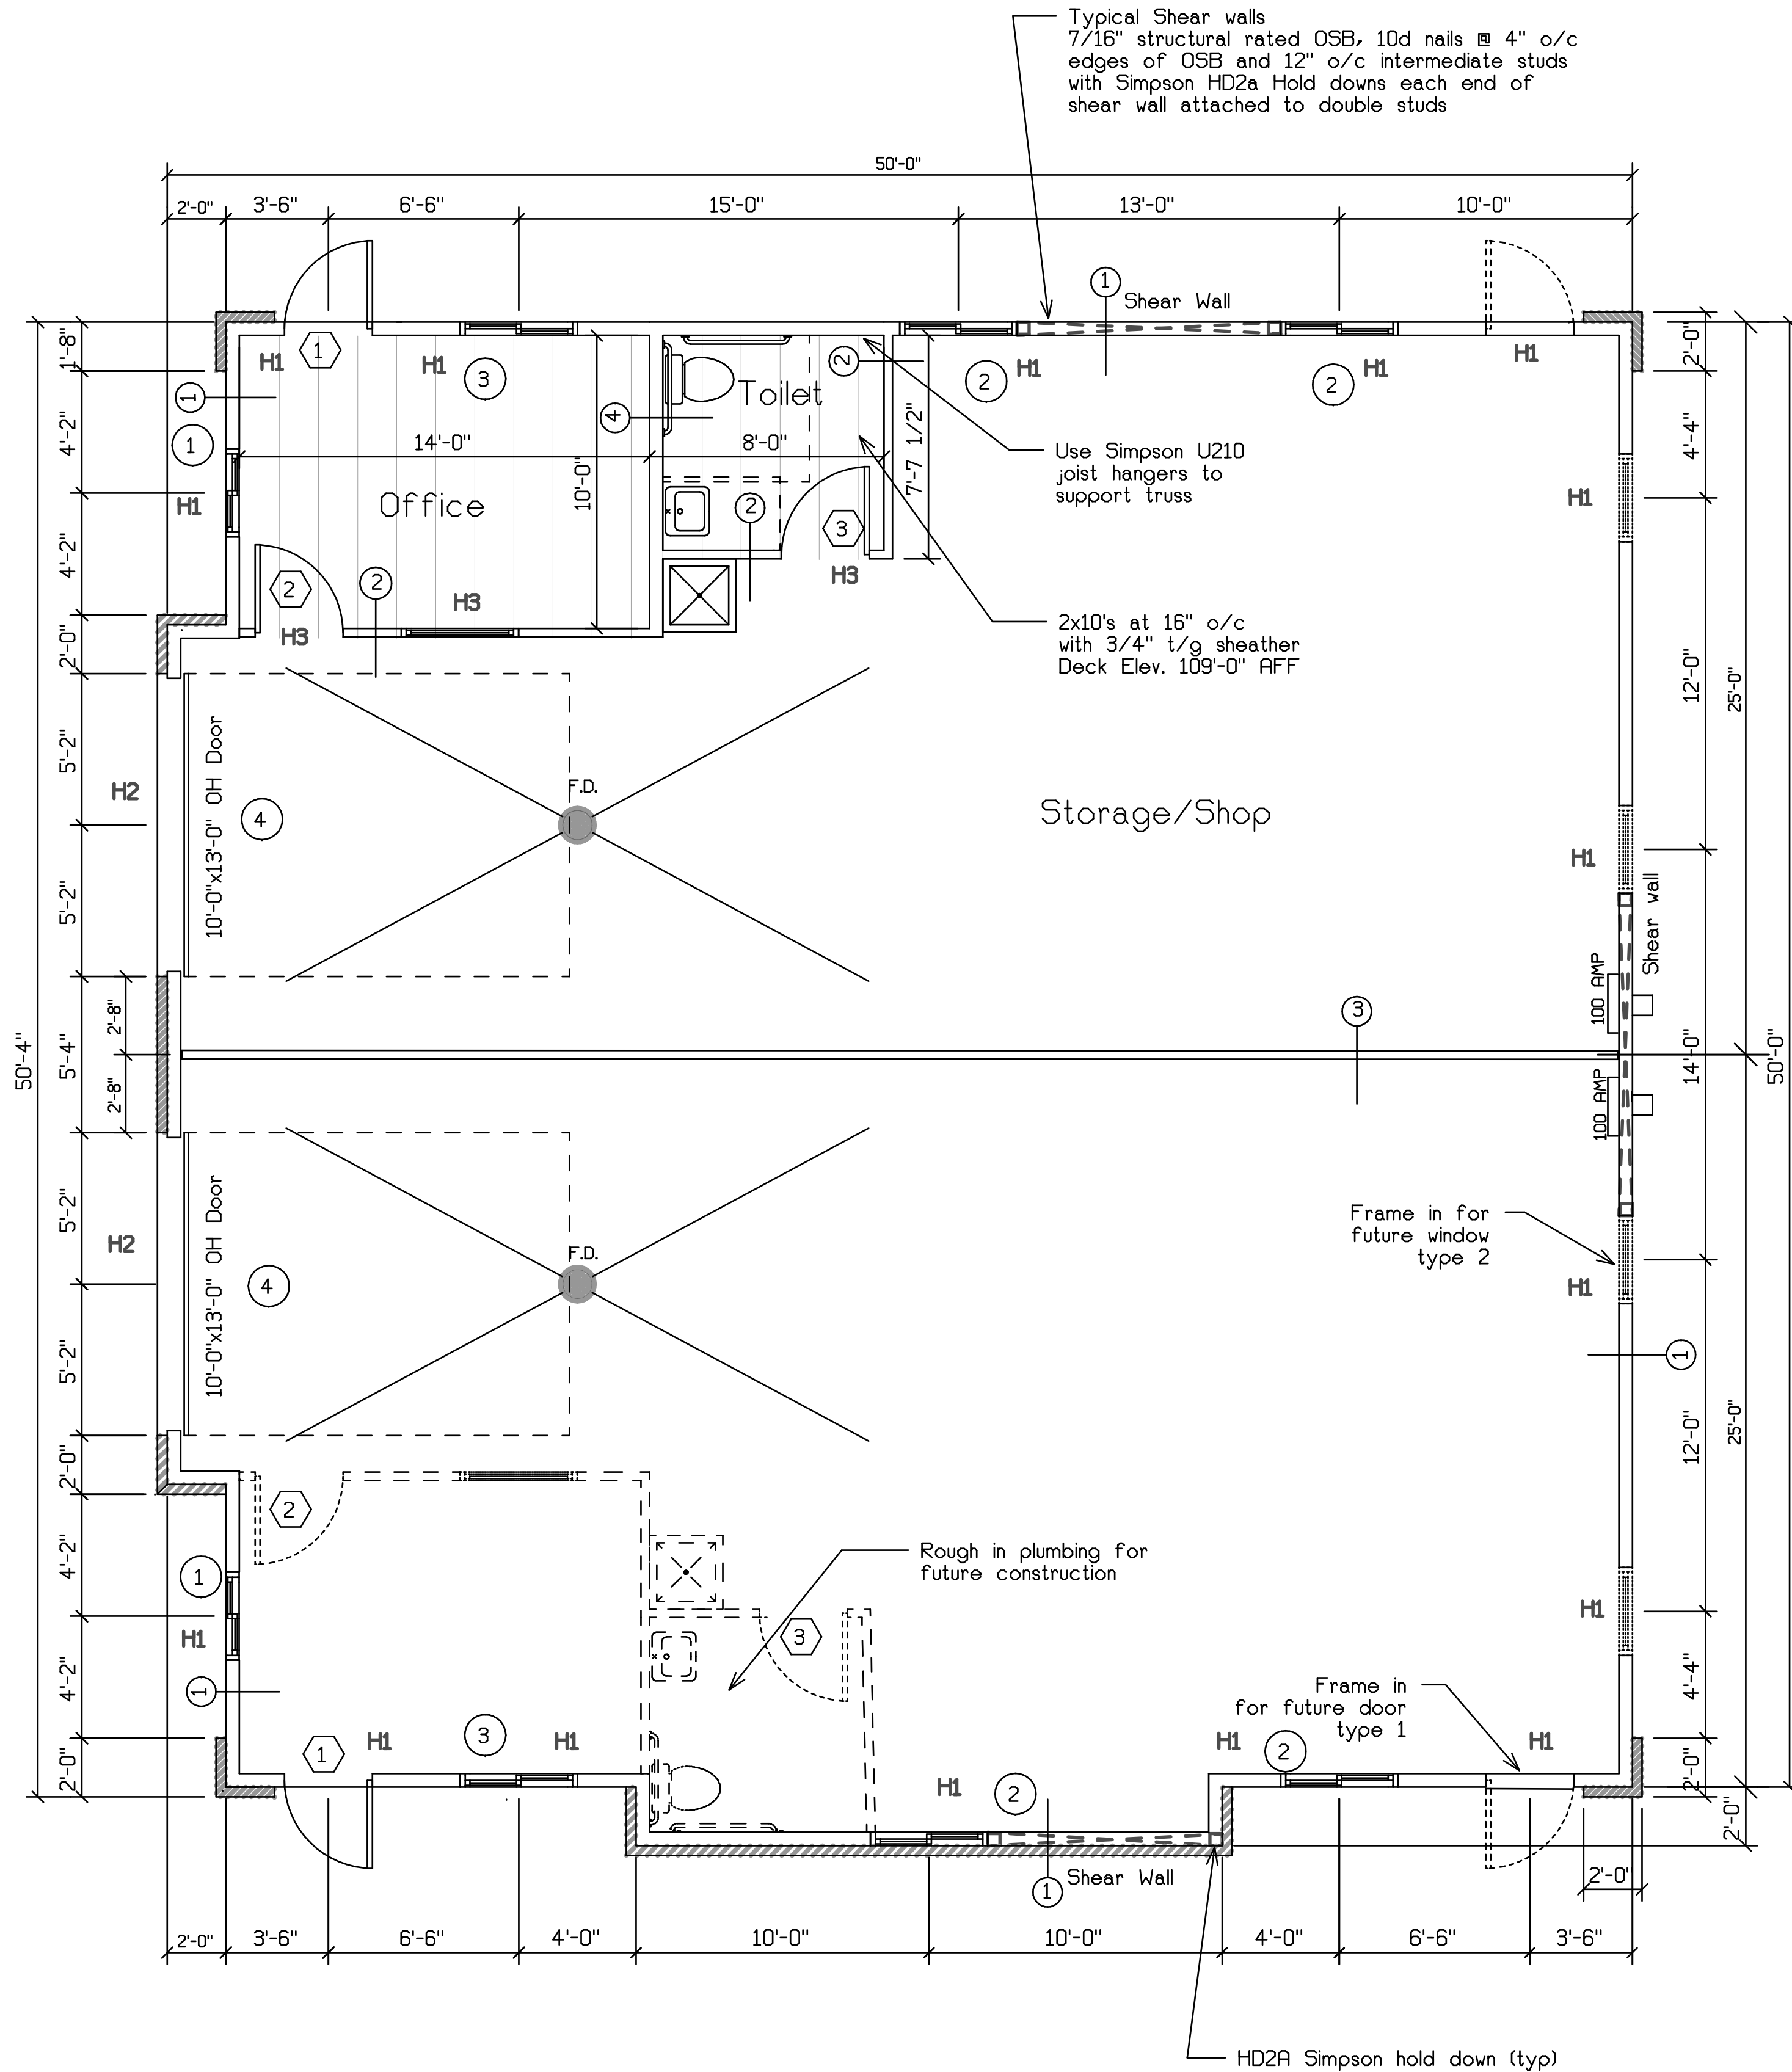 Typical Shear walls
7/16" structural rated OSB, 10d nails @ 4" o/c
edges of OSB and 12" o/c intermediate studs
with Simpson HD2a Hold downs each end of
shear wall attached to double studs
50'-0"
2'-0" 3'-6" 6'-6" 15'-0" 13'-0" 10'-0"
1
Shear Wall
1'-8"
4'-2"
4'-2"
2'-0"
5'-2"
5'-2"
5'-4"
2'-8"
2'-8"
5'-2"
5'-2"
2'-0"
4'-2"
4'-2"
2'-0"
50'-4"
H1 1 H1 3
1
1
H1
14'-0"
Office
10'-0"
2
H3
2
H3
Toilet
4
2
8'-0"
7'-7 1/2"
2
3
H3
2 H1 H1 2 H1
Use Simpson U210
joist hangers to
support truss
2x10's at 16" o/c
with 3/4" t/g sheather
Deck Elev. 109'-0" AFF
H2
10'-0"x13'-0" OH Door
4
F.D.
Storage/Shop
H1
H1
Shear wall
100 AMP
100 AMP
3
2'-0"
4'-4"
12'-0"
14'-0"
12'-0"
4'-4"
2'-0"
25'-0"
25'-0"
50'-0"
2'-0"
H2
10'-0"x13'-0" OH Door
4
F.D.
Frame in for
future window
type 2
H1
1
H1
2
1
H1
1
Rough in plumbing for
future construction
3
Frame in
for future door
type 1
1 H1 3 H1
H1 2
H1 2 H1
1
Shear Wall
2'-0"
2'-0" 3'-6" 6'-6" 4'-0" 10'-0" 10'-0" 4'-0" 6'-6" 3'-6"
HD2A Simpson hold down (typ)